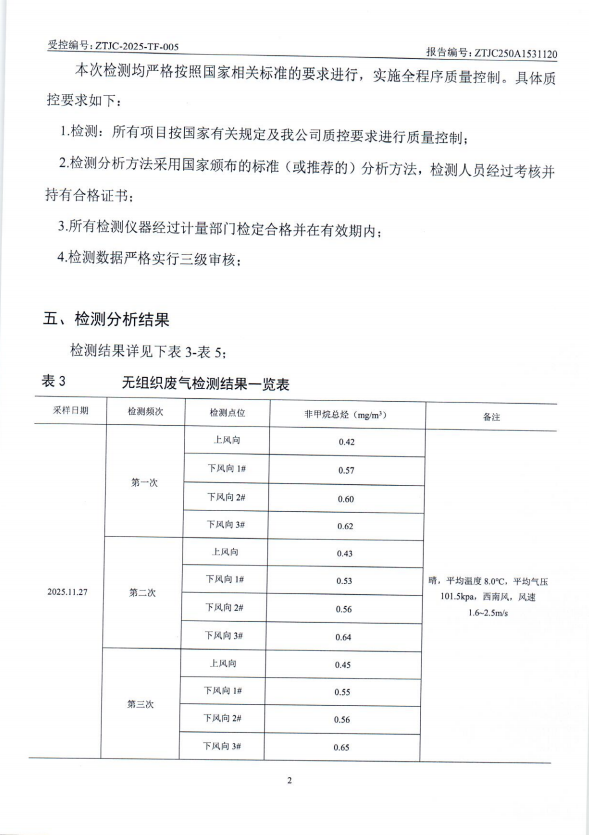 受控编号：ZTJC-2025-TF-005
报告编号：ZTJC250A1531120
本次检测均严格按照国家相关标准的要求进行，实施全程序质量控制。具体质
控要求如下：
1.检测：所有项目按国家有关规定及我公司质控要求进行质量控制；
2.检测分析方法采用国家颁布的标准（或推荐的）分析方法，检测人员经过考核并
持有合格证书；
3.所有检测仪器经过计量部门检定合格并在有效期内；
4.检测数据严格实行三级审核；
五、检测分析结果
检测结果详见下表 3-表 5；
表 3 无组织废气检测结果一览表
采样日期 检测频次 检测点位 非甲烷总烃（mg/m³） 备注
2025.11.27
第一次
上风向 0.42
下风向 1# 0.57
下风向 2# 0.60
下风向 3# 0.62
第二次
上风向 0.43
下风向 1# 0.53
下风向 2# 0.56
下风向 3# 0.64
第三次
上风向 0.45
下风向 1# 0.55
下风向 2# 0.56
下风向 3# 0.65
晴，平均温度 8.0℃，平均气压
101.5kpa，西南风，风速
1.6~2.5m/s
2